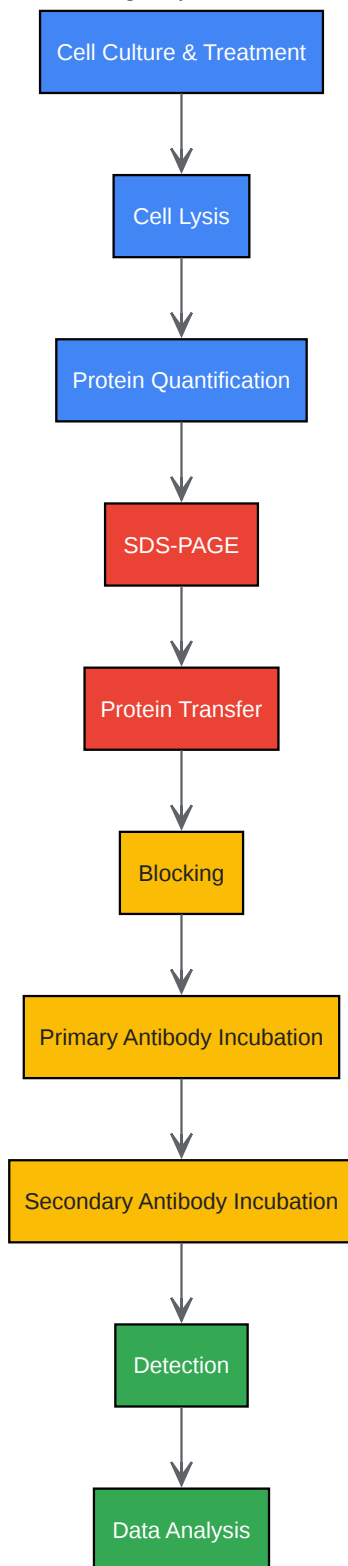 Cell Culture & Treatment
Cell Lysis
Protein Quantification
SDS-PAGE
Protein Transfer
Blocking
Primary Antibody Incubation
Secondary Antibody Incubation
Detection
Data Analysis